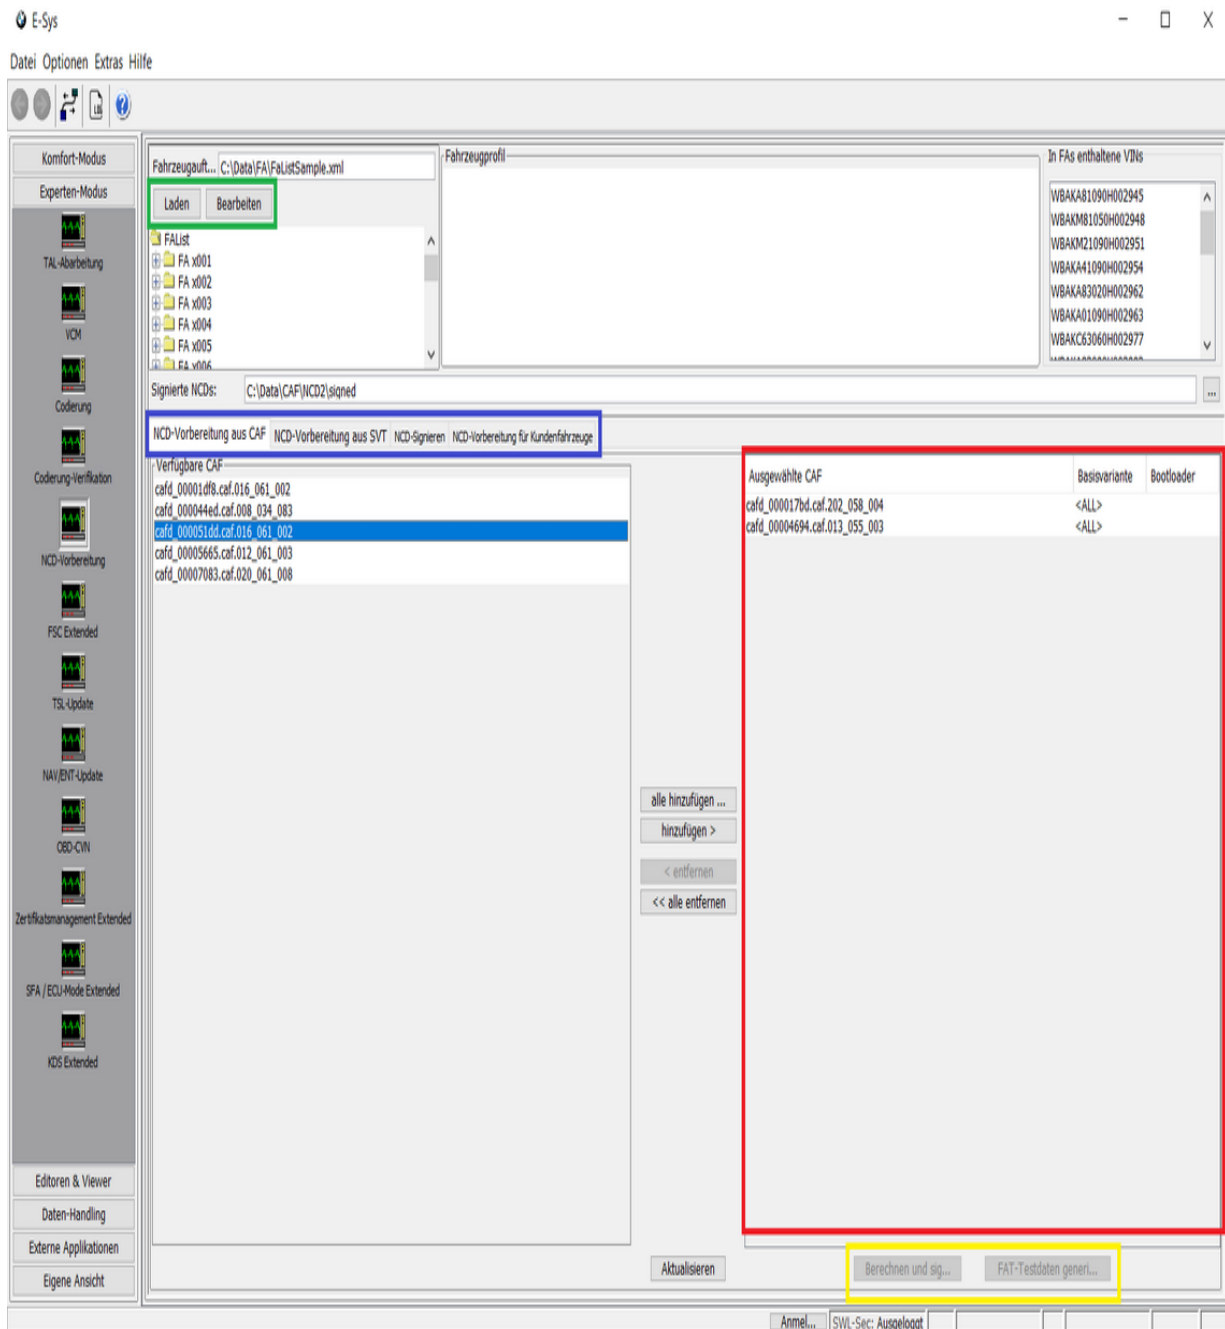 E-Sys
Datei Optionen Extras Hilfe
Komfort-Modus
Experten-Modus
TAL-Abarbeitung
VCM
Codierung
Codierung-Verifikation
NCD-Vorbereitung
FSC Extended
TSL-Update
NAV/ENT-Update
OBD-CVN
Zertifikatsmanagement Extended
SFA / ECU-Mode Extended
KDS Extended
Editoren & Viewer
Daten-Handling
Externe Applikationen
Eigene Ansicht
Fahrzeugauft... C:\Data\FA\FaListSample.xml
Laden Bearbeiten
FAList
FA x001
FA x002
FA x003
FA x004
FA x005
FA x006
Fahrzeugprofil
In FAs enthaltene VINs
WBAKA81090H002945
WBAKM81050H002948
WBAKM21090H002951
WBAKA41090H002954
WBAKA83020H002962
WBAKA01090H002963
WBAKC63060H002977
Signierte NCDs: C:\Data\CAF\NCD2\signed ...
NCD-Vorbereitung aus CAF NCD-Vorbereitung aus SVT NCD-Signieren NCD-Vorbereitung für Kundenfahrzeuge
Verfügbare CAF
cafd_00001df8.caf.016_061_002
cafd_000044ed.caf.008_034_083
cafd_000051dd.caf.016_061_002
cafd_00005665.caf.012_061_003
cafd_00007083.caf.020_061_008
alle hinzufügen ...
hinzufügen >
< entfernen
<< alle entfernen
Ausgewählte CAF Basisvariante Bootloader
cafd_000017bd.caf.202_058_004 <ALL>
cafd_00004694.caf.013_055_003 <ALL>
Aktualisieren Berechnen und sig... FAT-Testdaten generi...
Anmel... SWL-Sec: Ausgeloggt